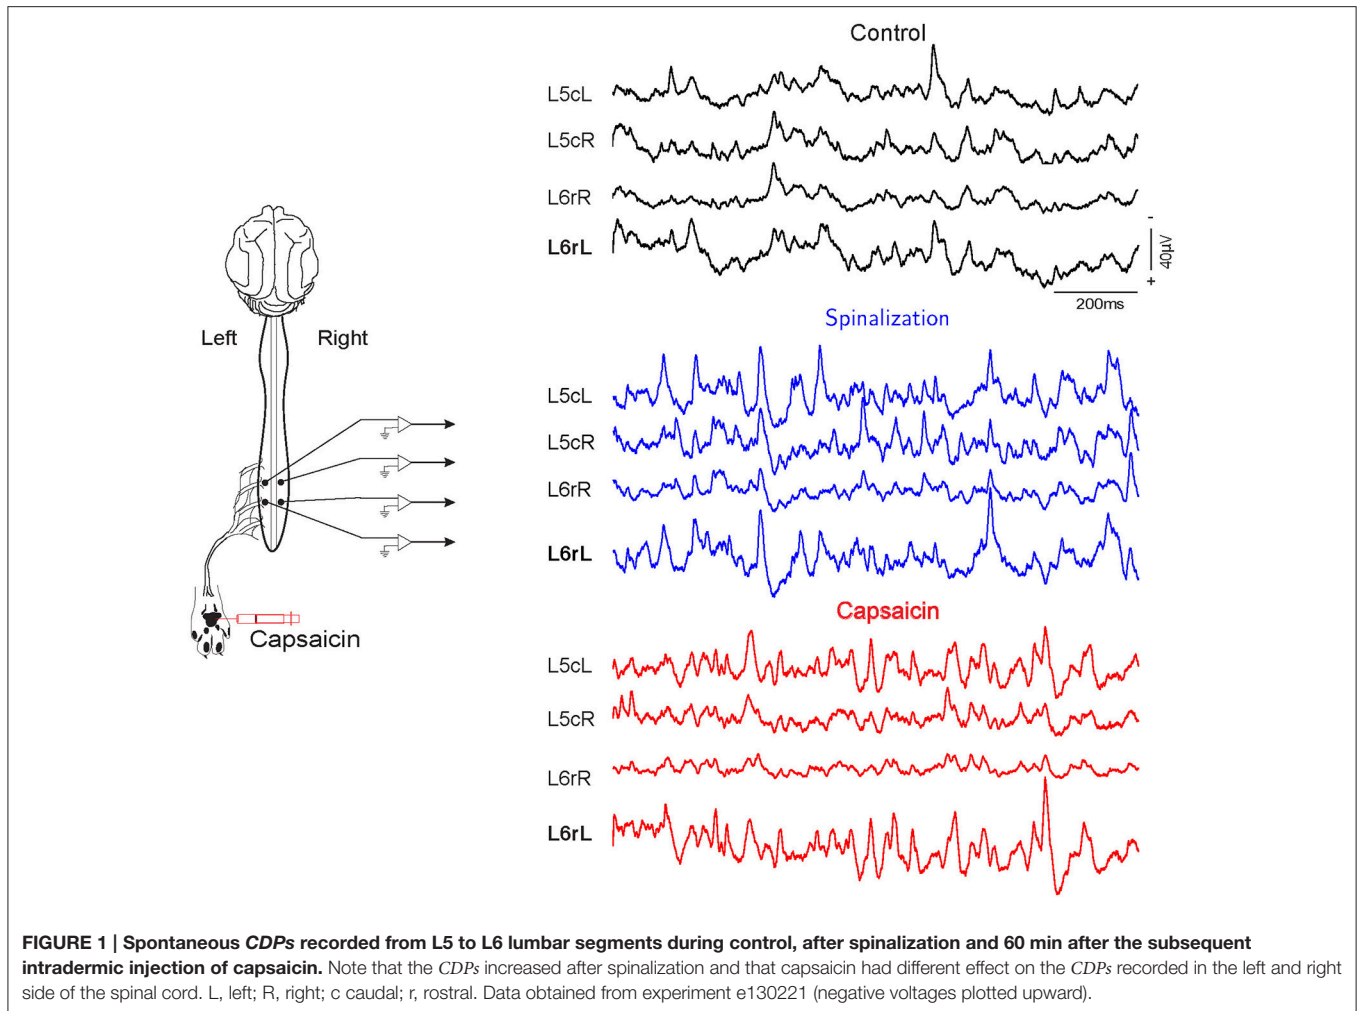 Control
L5cL
L5cR
L6rR
L6rL
-
40µV
+
200ms
Left
Right
Spinalization
L5cL
L5cR
L6rR
L6rL
Capsaicin
Capsaicin
L5cL
L5cR
L6rR
L6rL
FIGURE 1 | Spontaneous CDPs recorded from L5 to L6 lumbar segments during control, after spinalization and 60 min after the subsequent
intradermic injection of capsaicin. Note that the CDPs increased after spinalization and that capsaicin had different effect on the CDPs recorded in the left and right
side of the spinal cord. L, left; R, right; c caudal; r, rostral. Data obtained from experiment e130221 (negative voltages plotted upward).